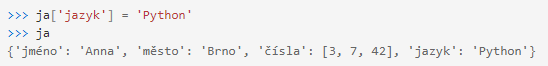 >>> ja['jazyk'] = 'Python'
>>> ja
{'jméno': 'Anna', 'město': 'Brno', 'čísla': [3, 7, 42], 'jazyk': 'Python'}